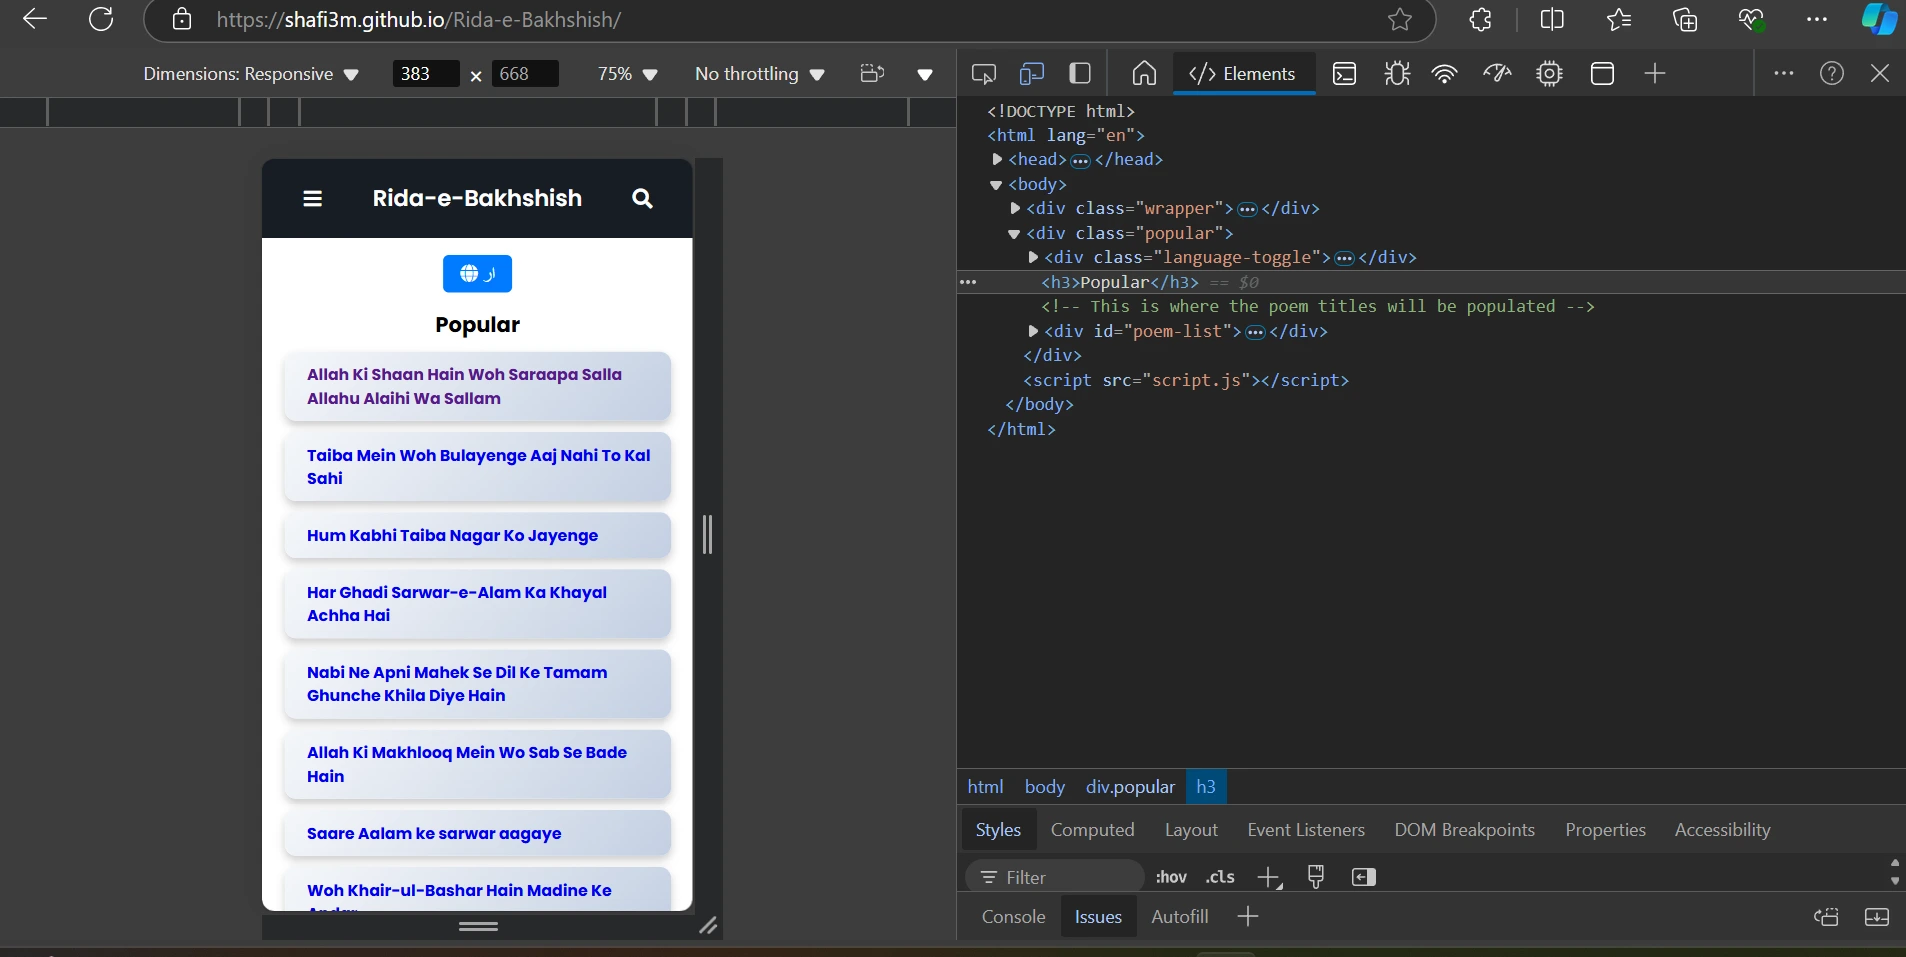 https://shafi3m.github.io/Rida-e-Bakhshish/
Dimensions: Responsive 383 × 668 75% No throttling
Elements
Rida-e-Bakhshish
ار
Popular
Allah Ki Shaan Hain Woh Saraapa Salla
Allahu Alaihi Wa Sallam
Taiba Mein Woh Bulayenge Aaj Nahi To Kal
Sahi
Hum Kabhi Taiba Nagar Ko Jayenge
Har Ghadi Sarwar-e-Alam Ka Khayal
Achha Hai
Nabi Ne Apni Mahek Se Dil Ke Tamam
Ghunche Khila Diye Hain
Allah Ki Makhlooq Mein Wo Sab Se Bade
Hain
Saare Aalam ke sarwar aagaye
Woh Khair-ul-Bashar Hain Madine Ke
<!DOCTYPE html>
<html lang="en">
<head>…</head>
<body>
<div class="wrapper">…</div>
<div class="popular">
<div class="language-toggle">…</div>
… <h3>Popular</h3> == $0
<!-- This is where the poem titles will be populated -->
<div id="poem-list">…</div>
</div>
<script src="script.js"></script>
</body>
</html>
html body div.popular h3
Styles Computed Layout Event Listeners DOM Breakpoints Properties Accessibility
Filter :hov .cls
Console Issues Autofill